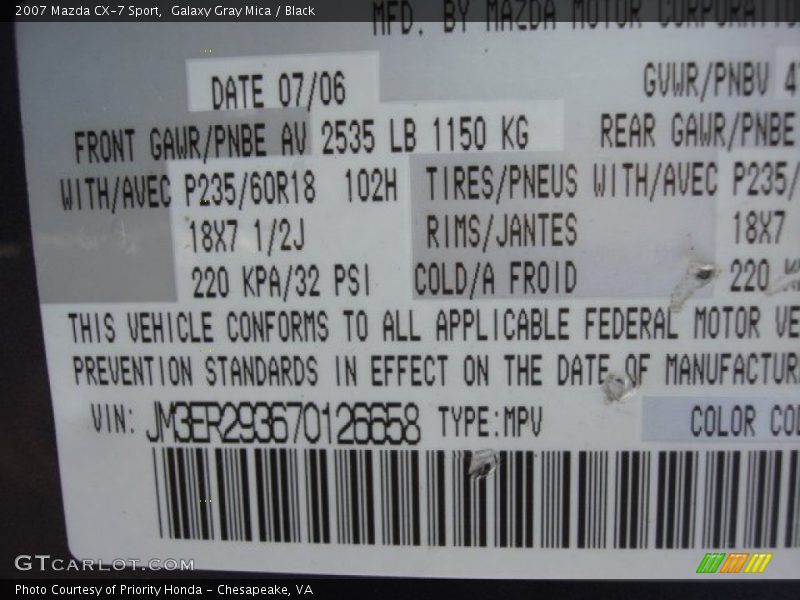 2007 Mazda CX-7 Sport, Galaxy Gray Mica / Black
MFD. BY MAZDA MOTOR CORPORATIO
DATE 07/06 GVWR/PNBV 4
FRONT GAWR/PNBE AV 2535 LB 1150 KG REAR GAWR/PNBE
WITH/AVEC P235/60R18 102H TIRES/PNEUS WITH/AVEC P235/
18X7 1/2J RIMS/JANTES 18X7
220 KPA/32 PSI COLD/A FROID 220
THIS VEHICLE CONFORMS TO ALL APPLICABLE FEDERAL MOTOR VE
PREVENTION STANDARDS IN EFFECT ON THE DATE OF MANUFACTUR
VIN: JM3ER293670126658 TYPE:MPV COLOR COD
GTCARLOT.COM
Photo Courtesy of Priority Honda - Chesapeake, VA